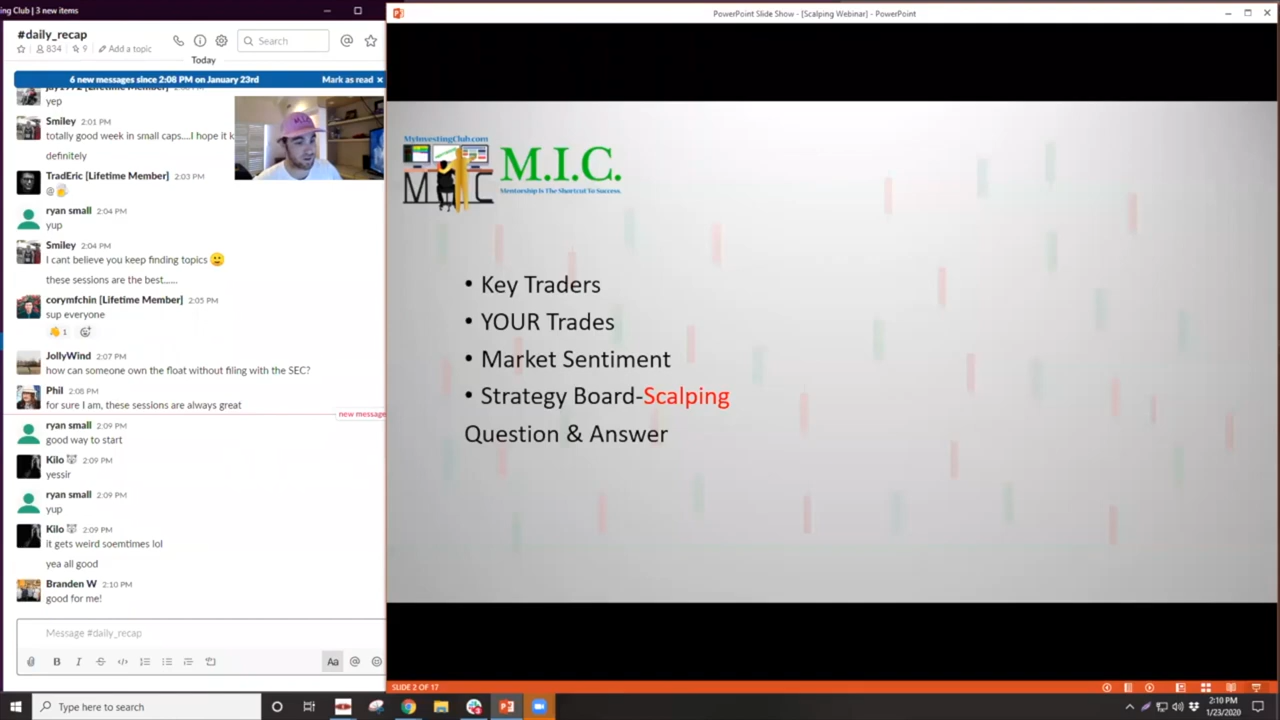 ing Club | 3 new items
#daily_recap
834
9
Add a topic
Search
Today
6 new messages since 2:08 PM on January 23rd
Mark as read
yep
Smiley 2:01 PM
totally good week in small caps....I hope it k
definitely
TradEric [Lifetime Member] 2:03 PM
@
ryan small 2:04 PM
yup
Smiley 2:04 PM
I cant believe you keep finding topics
these sessions are the best......
corymfchin [Lifetime Member] 2:05 PM
sup everyone
1
JollyWind 2:07 PM
how can someone own the float without filing with the SEC?
Phil 2:08 PM
for sure I am, these sessions are always great
new message
ryan small 2:09 PM
good way to start
Kilo 2:09 PM
yessir
ryan small 2:09 PM
yup
Kilo 2:09 PM
it gets weird soemtimes lol
yea all good
Branden W 2:10 PM
good for me!
Message #daily_recap
B I S Aa @
Type here to search
PowerPoint Slide Show - [Scalping Webinar] - PowerPoint
MyInvestingClub.com
MIC
M.I.C.
Mentorship Is The Shortcut To Success.
• Key Traders
• YOUR Trades
• Market Sentiment
• Strategy Board-Scalping
Question & Answer
SLIDE 2 OF 17
2:10 PM
1/23/2020